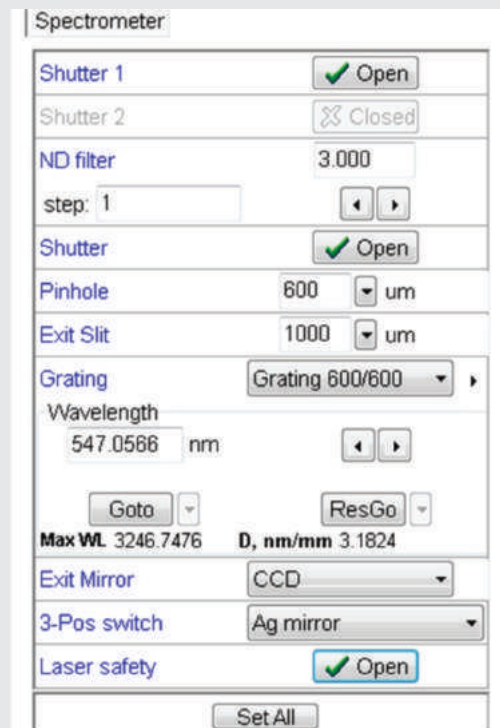 Spectrometer
Shutter 1 Open
Shutter 2 Closed
ND filter 3.000
step: 1
Shutter Open
Pinhole 600 um
Exit Slit 1000 um
Grating Grating 600/600
Wavelength
547.0566 nm
Goto ResGo
Max WL 3246.7476 D, nm/mm 3.1824
Exit Mirror CCD
3-Pos switch Ag mirror
Laser safety Open
Set All